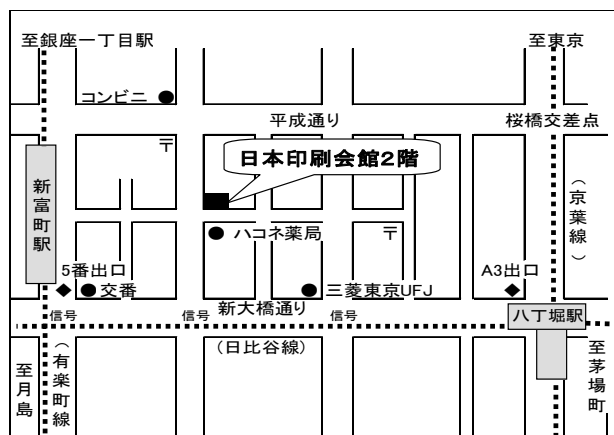 至銀座一丁目駅
至東京
コンビニ
平成通り
桜橋交差点
〒
日本印刷会館2階
新富町駅
(京葉線)
ハコネ薬局
〒
5番出口
A3出口
交番
三菱東京UFJ
新大橋通り
信号
信号
信号
八丁堀駅
(日比谷線)
至月島
(有楽町線
至茅場町